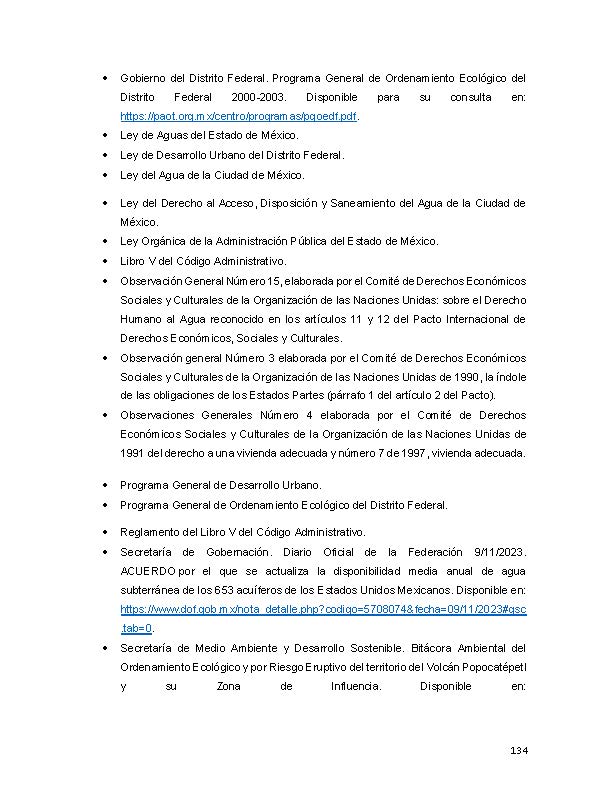 • Gobierno del Distrito Federal. Programa General de Ordenamiento Ecológico del
Distrito Federal 2000-2003. Disponible para su consulta en:
https://paot.org.mx/centro/programas/pgoedf.pdf.
• Ley de Aguas del Estado de México.
• Ley de Desarrollo Urbano del Distrito Federal.
• Ley del Agua de la Ciudad de México.
• Ley del Derecho al Acceso, Disposición y Saneamiento del Agua de la Ciudad de
México.
• Ley Orgánica de la Administración Pública del Estado de México.
• Libro V del Código Administrativo.
• Observación General Número 15, elaborada por el Comité de Derechos Económicos
Sociales y Culturales de la Organización de las Naciones Unidas: sobre el Derecho
Humano al Agua reconocido en los artículos 11 y 12 del Pacto Internacional de
Derechos Económicos, Sociales y Culturales.
• Observación general Número 3 elaborada por el Comité de Derechos Económicos
Sociales y Culturales de la Organización de las Naciones Unidas de 1990, la índole
de las obligaciones de los Estados Partes (párrafo 1 del artículo 2 del Pacto).
• Observaciones Generales Número 4 elaborada por el Comité de Derechos
Económicos Sociales y Culturales de la Organización de las Naciones Unidas de
1991 del derecho a una vivienda adecuada y número 7 de 1997, vivienda adecuada.
• Programa General de Desarrollo Urbano.
• Programa General de Ordenamiento Ecológico del Distrito Federal.
• Reglamento del Libro V del Código Administrativo.
• Secretaría de Gobernación. Diario Oficial de la Federación 9/11/2023.
ACUERDO por el que se actualiza la disponibilidad media anual de agua
subterránea de los 653 acuíferos de los Estados Unidos Mexicanos. Disponible en:
https://www.dof.gob.mx/nota_detalle.php?codigo=5708074&fecha=09/11/2023#gsc
.tab=0.
• Secretaría de Medio Ambiente y Desarrollo Sostenible. Bitácora Ambiental del
Ordenamiento Ecológico y por Riesgo Eruptivo del territorio del Volcán Popocatépetl
y su Zona de Influencia. Disponible en:
134